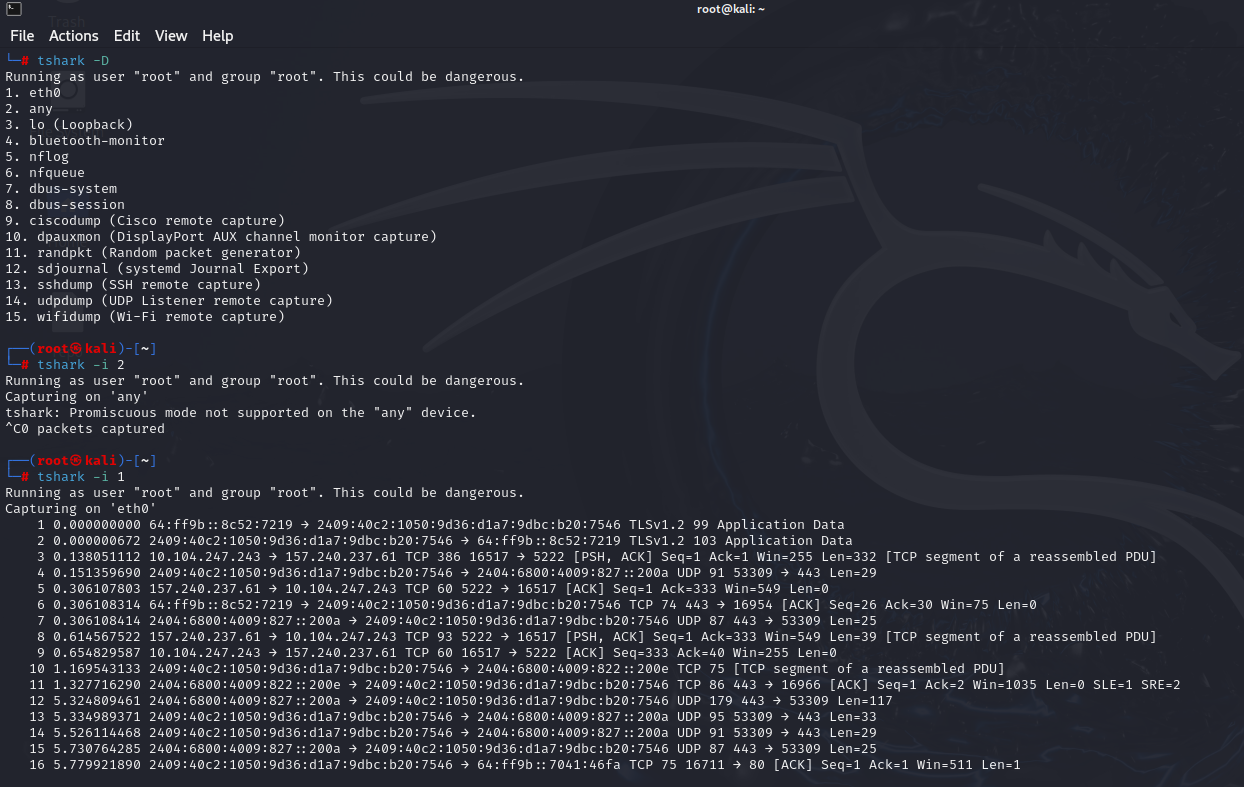 Trash
root@kali: ~
File Actions Edit View Help
└─# tshark -D
Running as user "root" and group "root". This could be dangerous.
1. eth0
2. any
3. lo (Loopback)
4. bluetooth-monitor
5. nflog
6. nfqueue
7. dbus-system
8. dbus-session
9. ciscodump (Cisco remote capture)
10. dpauxmon (DisplayPort AUX channel monitor capture)
11. randpkt (Random packet generator)
12. sdjournal (systemd Journal Export)
13. sshdump (SSH remote capture)
14. udpdump (UDP Listener remote capture)
15. wifidump (Wi-Fi remote capture)
┌──(root㉿kali)-[~]
└─# tshark -i 2
Running as user "root" and group "root". This could be dangerous.
Capturing on 'any'
tshark: Promiscuous mode not supported on the "any" device.
^C0 packets captured
┌──(root㉿kali)-[~]
└─# tshark -i 1
Running as user "root" and group "root". This could be dangerous.
Capturing on 'eth0'
1 0.000000000 64:ff9b::8c52:7219 → 2409:40c2:1050:9d36:d1a7:9dbc:b20:7546 TLSv1.2 99 Application Data
2 0.000000672 2409:40c2:1050:9d36:d1a7:9dbc:b20:7546 → 64:ff9b::8c52:7219 TLSv1.2 103 Application Data
3 0.138051112 10.104.247.243 → 157.240.237.61 TCP 386 16517 → 5222 [PSH, ACK] Seq=1 Ack=1 Win=255 Len=332 [TCP segment of a reassembled PDU]
4 0.151359690 2409:40c2:1050:9d36:d1a7:9dbc:b20:7546 → 2404:6800:4009:827::200a UDP 91 53309 → 443 Len=29
5 0.306107803 157.240.237.61 → 10.104.247.243 TCP 60 5222 → 16517 [ACK] Seq=1 Ack=333 Win=549 Len=0
6 0.306108314 64:ff9b::8c52:7219 → 2409:40c2:1050:9d36:d1a7:9dbc:b20:7546 TCP 74 443 → 16954 [ACK] Seq=26 Ack=30 Win=75 Len=0
7 0.306108414 2404:6800:4009:827::200a → 2409:40c2:1050:9d36:d1a7:9dbc:b20:7546 UDP 87 443 → 53309 Len=25
8 0.614567522 157.240.237.61 → 10.104.247.243 TCP 93 5222 → 16517 [PSH, ACK] Seq=1 Ack=333 Win=549 Len=39 [TCP segment of a reassembled PDU]
9 0.654829587 10.104.247.243 → 157.240.237.61 TCP 60 16517 → 5222 [ACK] Seq=333 Ack=40 Win=255 Len=0
10 1.169543133 2409:40c2:1050:9d36:d1a7:9dbc:b20:7546 → 2404:6800:4009:822::200e TCP 75 [TCP segment of a reassembled PDU]
11 1.327716290 2404:6800:4009:822::200e → 2409:40c2:1050:9d36:d1a7:9dbc:b20:7546 TCP 86 443 → 16966 [ACK] Seq=1 Ack=2 Win=1035 Len=0 SLE=1 SRE=2
12 5.324809461 2404:6800:4009:827::200a → 2409:40c2:1050:9d36:d1a7:9dbc:b20:7546 UDP 179 443 → 53309 Len=117
13 5.334989371 2409:40c2:1050:9d36:d1a7:9dbc:b20:7546 → 2404:6800:4009:827::200a UDP 95 53309 → 443 Len=33
14 5.526114468 2409:40c2:1050:9d36:d1a7:9dbc:b20:7546 → 2404:6800:4009:827::200a UDP 91 53309 → 443 Len=29
15 5.730764285 2404:6800:4009:827::200a → 2409:40c2:1050:9d36:d1a7:9dbc:b20:7546 UDP 87 443 → 53309 Len=25
16 5.779921890 2409:40c2:1050:9d36:d1a7:9dbc:b20:7546 → 64:ff9b::7041:46fa TCP 75 16711 → 80 [ACK] Seq=1 Ack=1 Win=511 Len=1